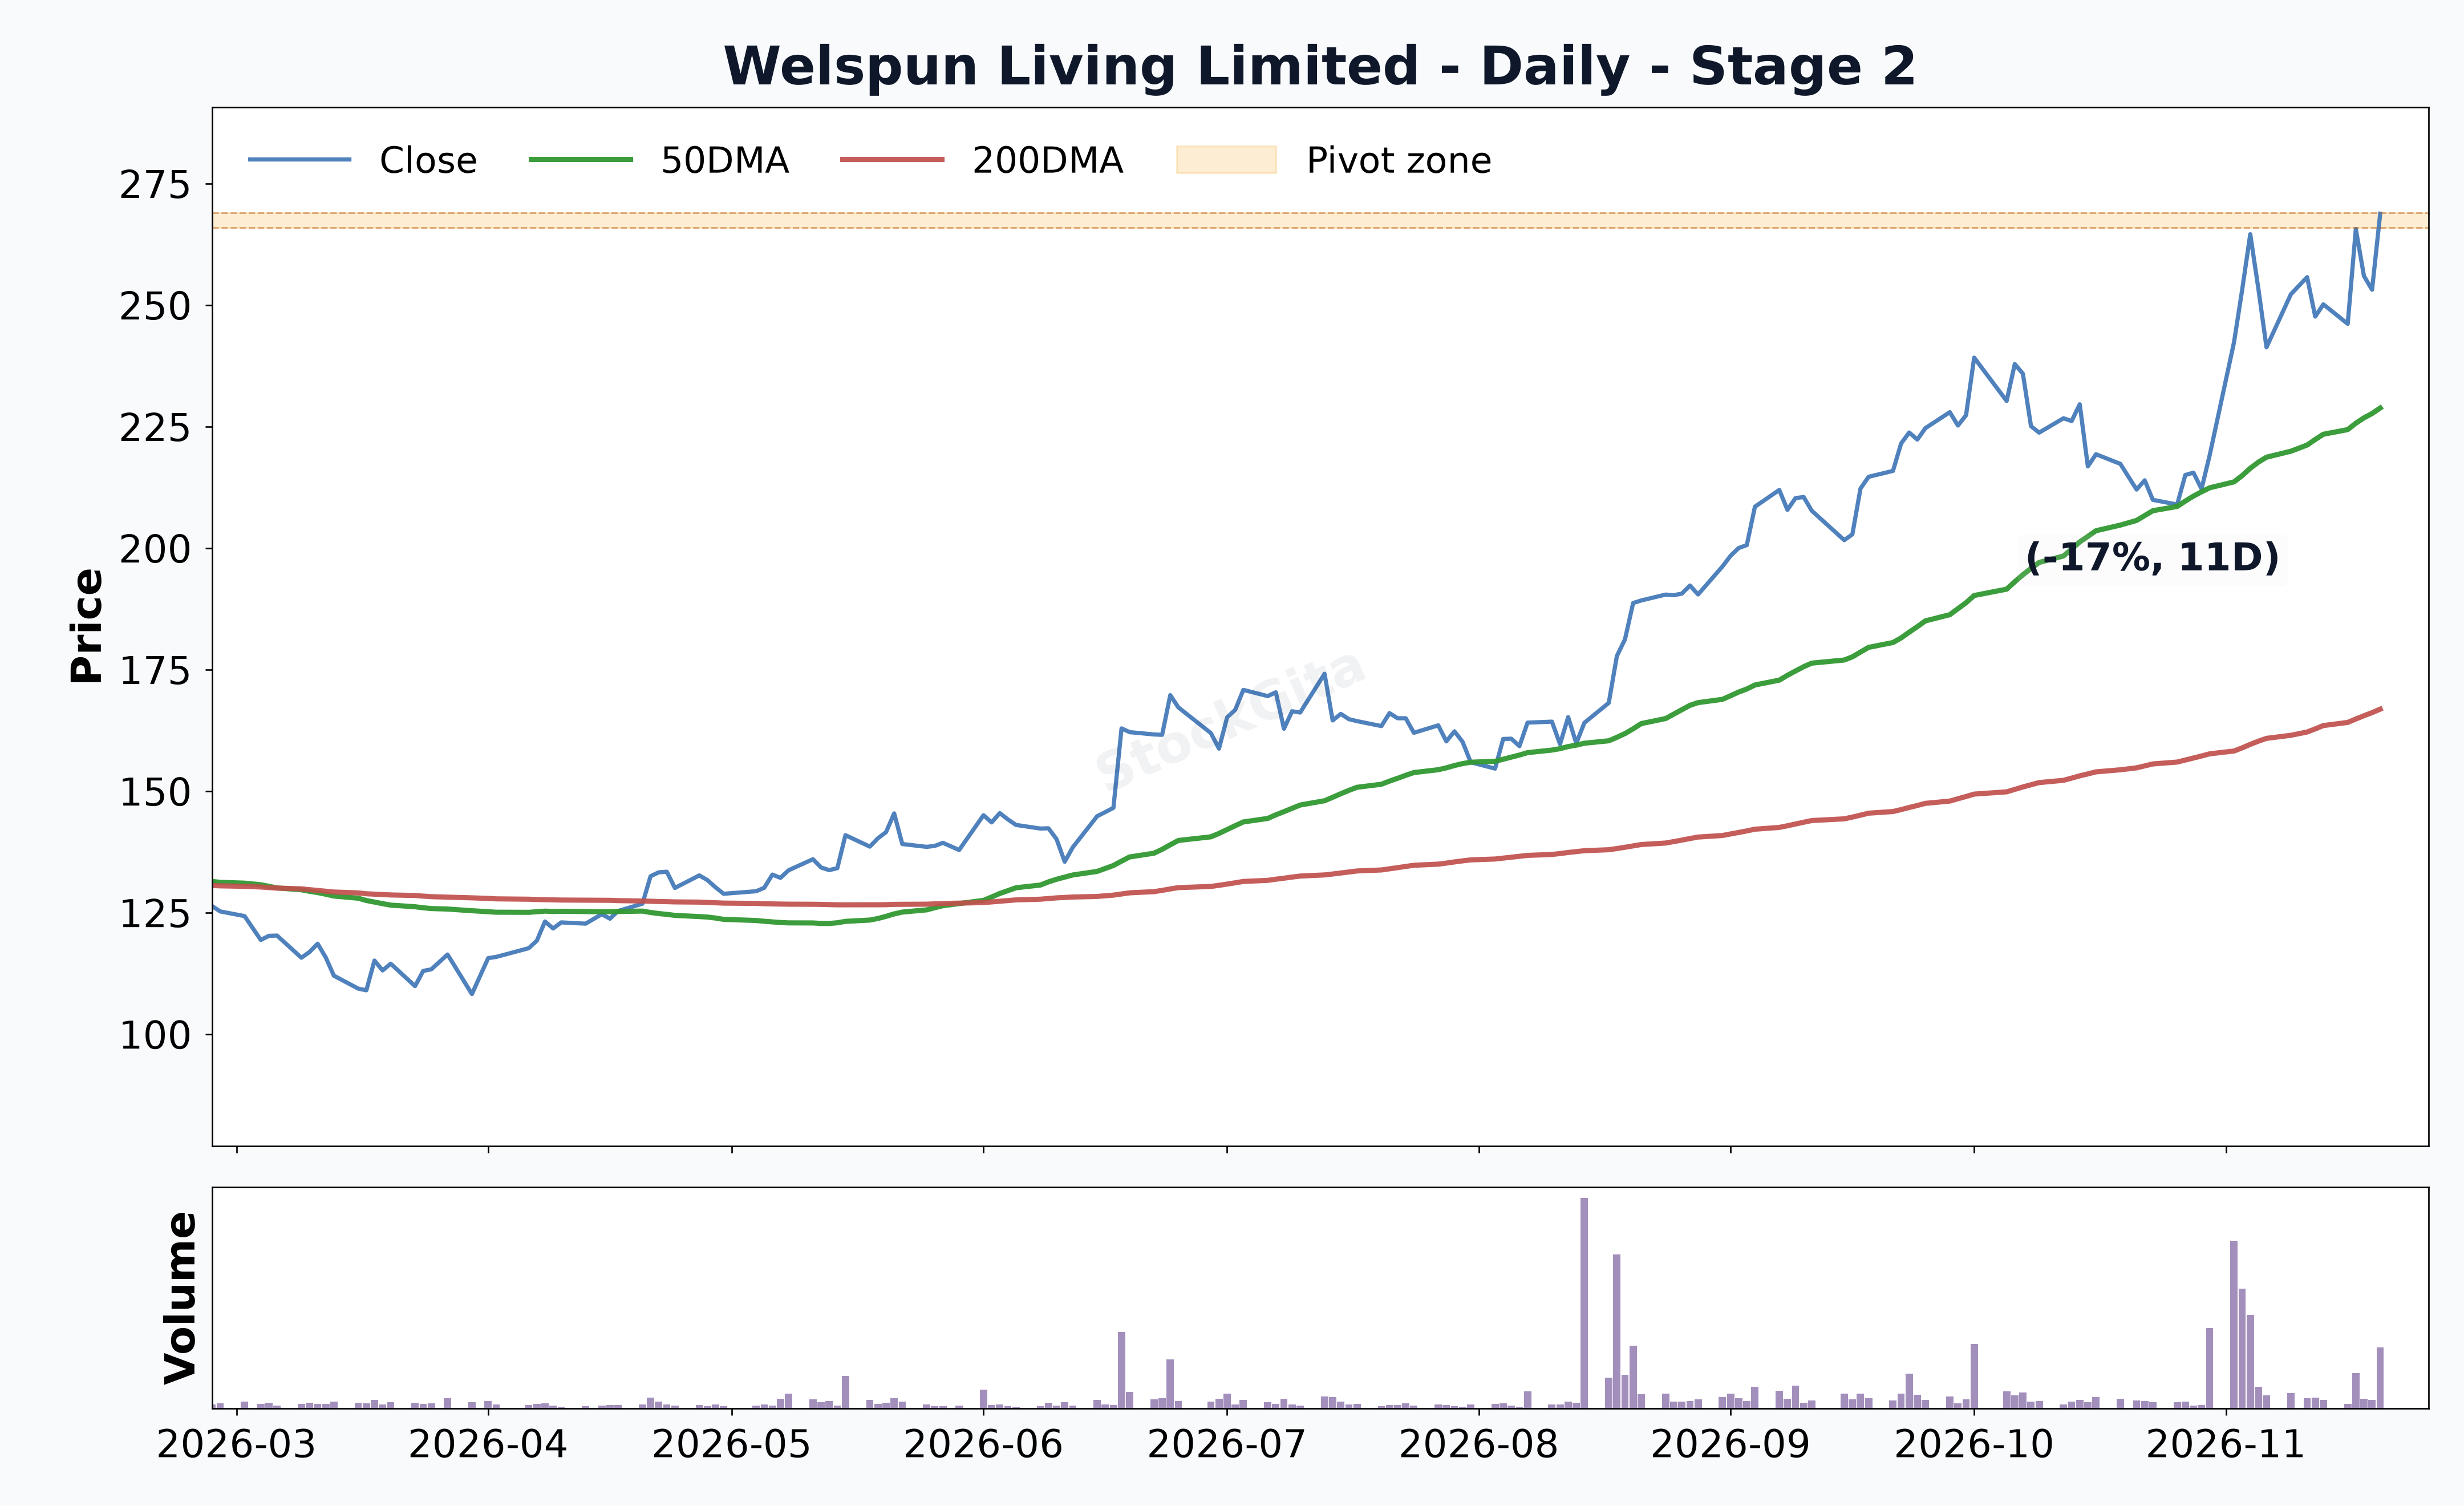 Welspun Living Limited - Daily - Stage 2
Close 50DMA 200DMA Pivot zone
275
250
225
200
175
150
125
100
Price
(-17%, 11D)
StockGita
Volume
2026-03 2026-04 2026-05 2026-06 2026-07 2026-08 2026-09 2026-10 2026-11